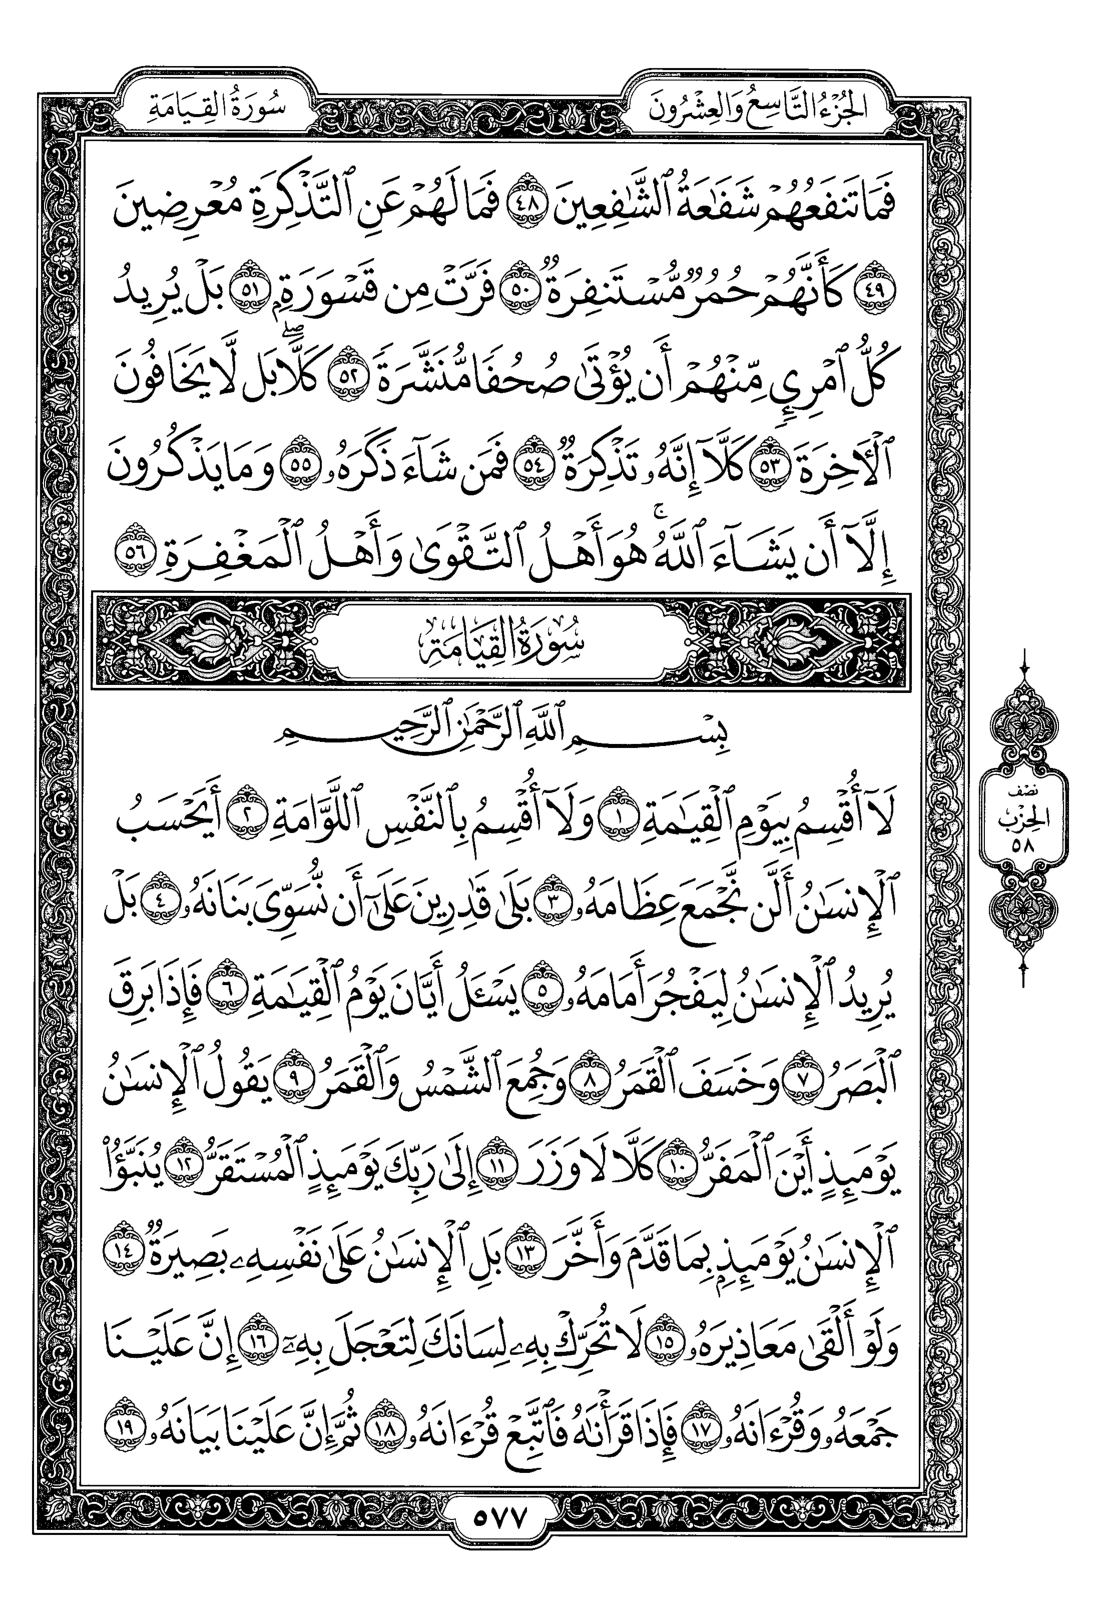 الجُزْءُ التَّاسِعُ وَالعِشْرُونَ
سُورَةُ القِيَامَةِ
فَمَا تَنفَعُهُمْ شَفَٰعَةُ ٱلشَّٰفِعِينَ ٤٨ فَمَا لَهُمْ عَنِ ٱلتَّذْكِرَةِ مُعْرِضِينَ
٤٩ كَأَنَّهُمْ حُمُرٌ مُّسْتَنفِرَةٌ ٥٠ فَرَّتْ مِن قَسْوَرَةٍۭ ٥١ بَلْ يُرِيدُ
كُلُّ ٱمْرِئٍ مِّنْهُمْ أَن يُؤْتَىٰ صُحُفًا مُّنَشَّرَةً ٥٢ كَلَّاۖ بَل لَّا يَخَافُونَ
ٱلْأَخِرَةَ ٥٣ كَلَّآ إِنَّهُۥ تَذْكِرَةٌ ٥٤ فَمَن شَآءَ ذَكَرَهُۥ ٥٥ وَمَا يَذْكُرُونَ
إِلَّآ أَن يَشَآءَ ٱللَّهُۚ هُوَ أَهْلُ ٱلتَّقْوَىٰ وَأَهْلُ ٱلْمَغْفِرَةِ ٥٦
سُورَةُ القِيَامَةِ
بِسْمِ ٱللَّهِ ٱلرَّحْمَٰنِ ٱلرَّحِيمِ
لَآ أُقْسِمُ بِيَوْمِ ٱلْقِيَٰمَةِ ١ وَلَآ أُقْسِمُ بِٱلنَّفْسِ ٱللَّوَّامَةِ ٢ أَيَحْسَبُ
ٱلْإِنسَٰنُ أَلَّن نَّجْمَعَ عِظَامَهُۥ ٣ بَلَىٰ قَٰدِرِينَ عَلَىٰٓ أَن نُّسَوِّىَ بَنَانَهُۥ ٤ بَلْ
يُرِيدُ ٱلْإِنسَٰنُ لِيَفْجُرَ أَمَامَهُۥ ٥ يَسْـَٔلُ أَيَّانَ يَوْمُ ٱلْقِيَٰمَةِ ٦ فَإِذَا بَرِقَ
ٱلْبَصَرُ ٧ وَخَسَفَ ٱلْقَمَرُ ٨ وَجُمِعَ ٱلشَّمْسُ وَٱلْقَمَرُ ٩ يَقُولُ ٱلْإِنسَٰنُ
يَوْمَئِذٍ أَيْنَ ٱلْمَفَرُّ ١٠ كَلَّا لَا وَزَرَ ١١ إِلَىٰ رَبِّكَ يَوْمَئِذٍ ٱلْمُسْتَقَرُّ ١٢ يُنَبَّؤُا۟
ٱلْإِنسَٰنُ يَوْمَئِذٍۭ بِمَا قَدَّمَ وَأَخَّرَ ١٣ بَلِ ٱلْإِنسَٰنُ عَلَىٰ نَفْسِهِۦ بَصِيرَةٌ ١٤
وَلَوْ أَلْقَىٰ مَعَاذِيرَهُۥ ١٥ لَا تُحَرِّكْ بِهِۦ لِسَانَكَ لِتَعْجَلَ بِهِۦٓ ١٦ إِنَّ عَلَيْنَا
جَمْعَهُۥ وَقُرْءَانَهُۥ ١٧ فَإِذَا قَرَأْنَٰهُ فَٱتَّبِعْ قُرْءَانَهُۥ ١٨ ثُمَّ إِنَّ عَلَيْنَا بَيَانَهُۥ ١٩
نصف
الحِزْب
٥٨
٥٧٧